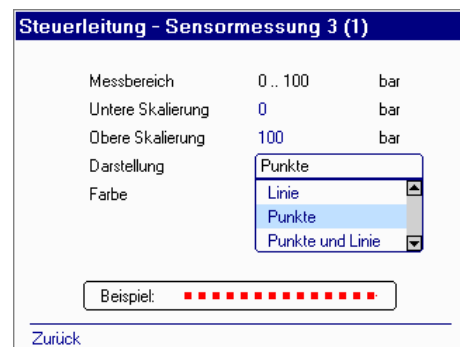 Steuerleitung - Sensormessung 3 (1)
Messbereich 0 .. 100 bar
Untere Skalierung 0 bar
Obere Skalierung 100 bar
Darstellung Punkte
Farbe Linie
Punkte
Punkte und Linie
Beispiel:
Zurück